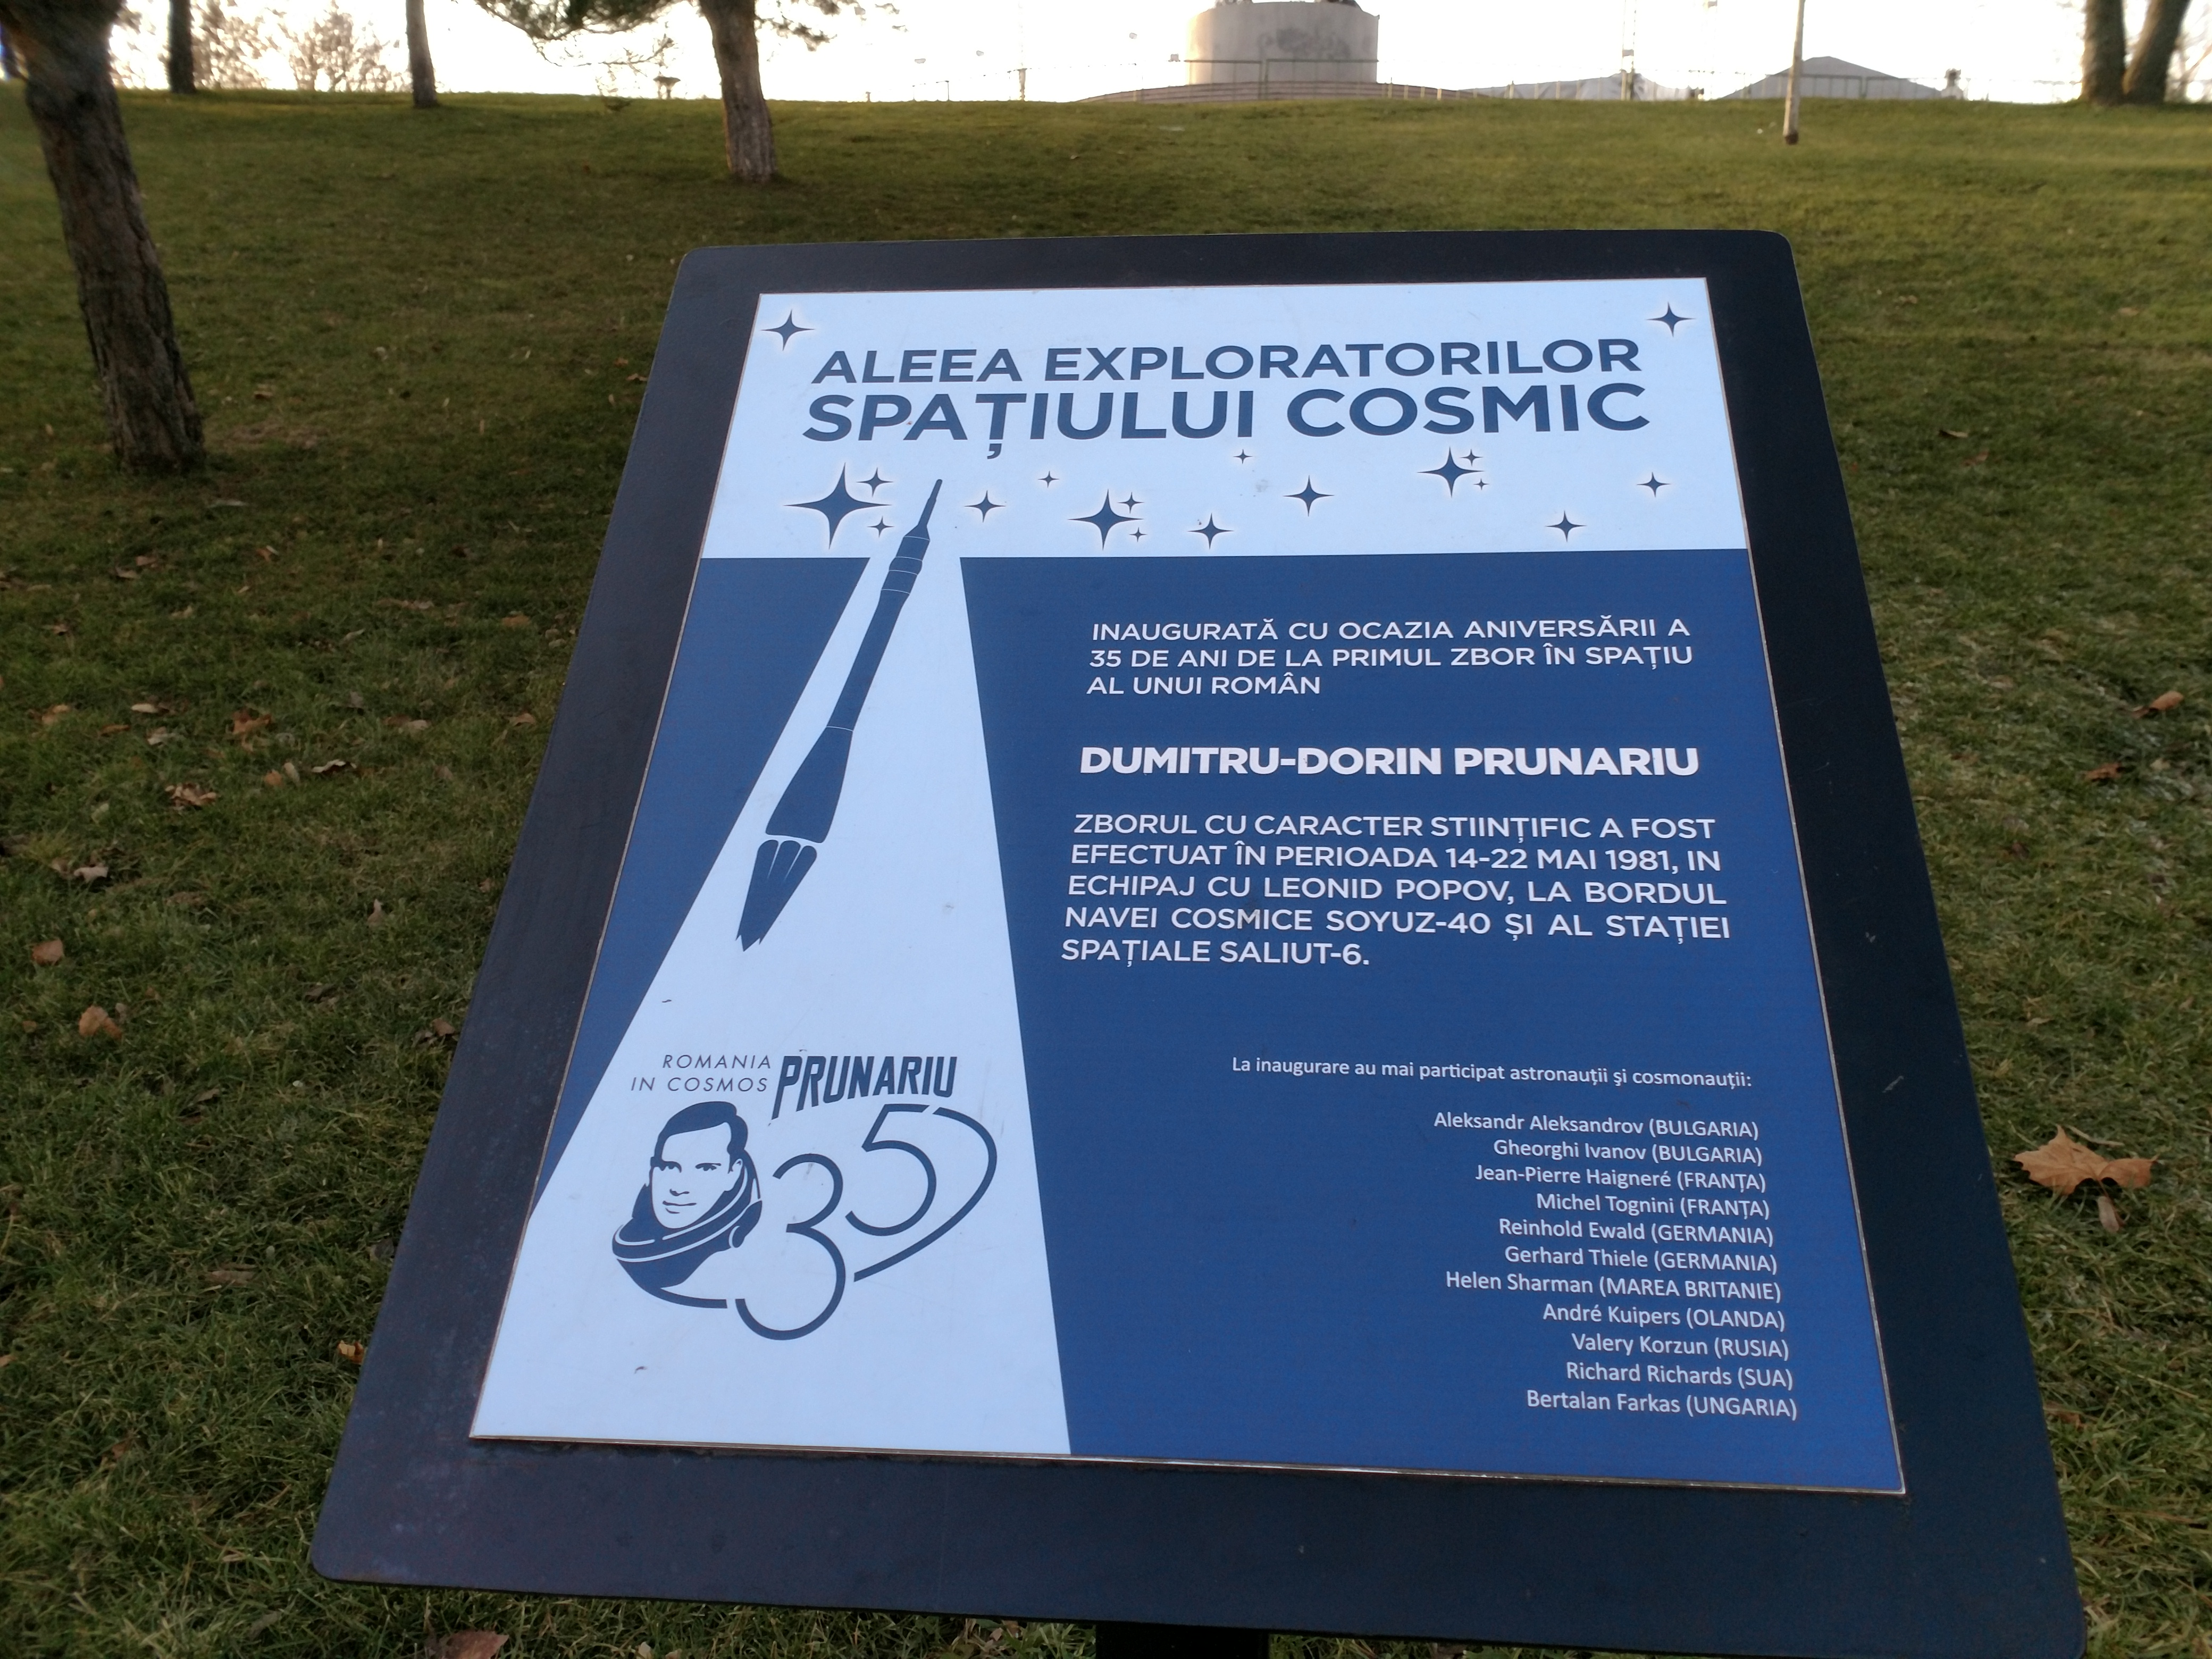 ALEEA EXPLORATORILOR
SPAȚIULUI COSMIC
INAUGURATĂ CU OCAZIA ANIVERSĂRII A
35 DE ANI DE LA PRIMUL ZBOR ÎN SPAȚIU
AL UNUI ROMÂN
DUMITRU-DORIN PRUNARIU
ZBORUL CU CARACTER STIINȚIFIC A FOST
EFECTUAT ÎN PERIOADA 14-22 MAI 1981, IN
ECHIPAJ CU LEONID POPOV, LA BORDUL
NAVEI COSMICE SOYUZ-40 ȘI AL STAȚIEI
SPAȚIALE SALIUT-6.
ROMANIA
IN COSMOS
PRUNARIU
35
La inaugurare au mai participat astronauții şi cosmonauții:
Aleksandr Aleksandrov (BULGARIA)
Gheorghi Ivanov (BULGARIA)
Jean-Pierre Haigneré (FRANȚA)
Michel Tognini (FRANȚA)
Reinhold Ewald (GERMANIA)
Gerhard Thiele (GERMANIA)
Helen Sharman (MAREA BRITANIE)
André Kuipers (OLANDA)
Valery Korzun (RUSIA)
Richard Richards (SUA)
Bertalan Farkas (UNGARIA)